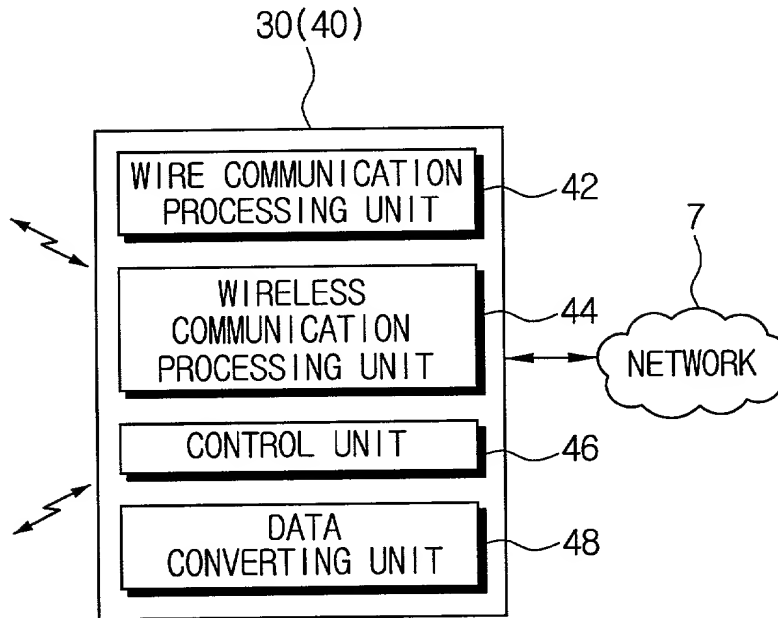 30(40)
WIRE COMMUNICATION
PROCESSING UNIT
42
WIRELESS
COMMUNICATION
PROCESSING UNIT
44
7
NETWORK
CONTROL UNIT
46
DATA
CONVERTING UNIT
48